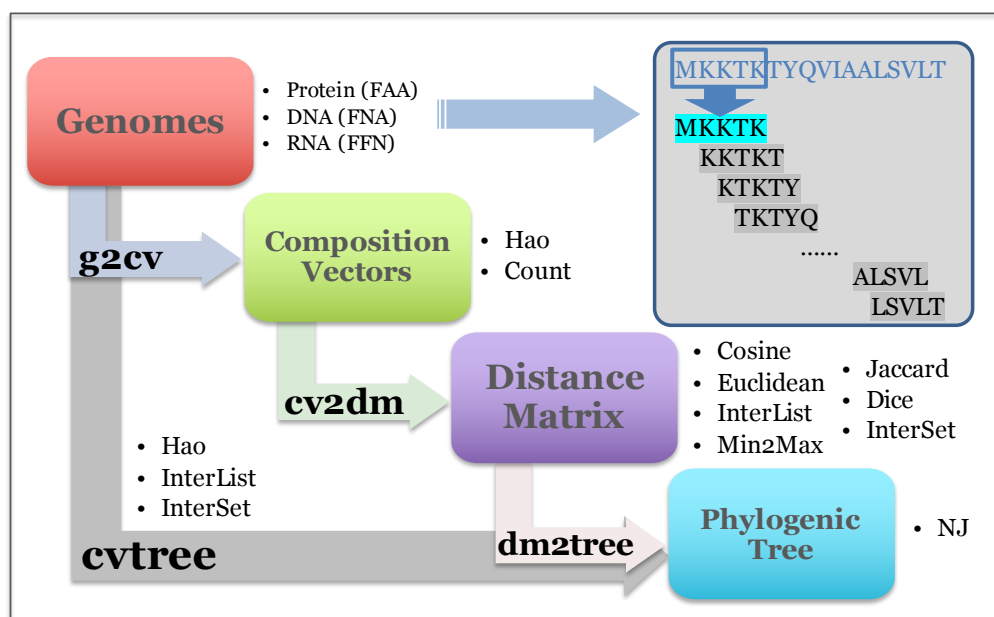 Genomes
• Protein (FAA)
• DNA (FNA)
• RNA (FFN)
MKKTKTYQVIAALSVLT
MKKTK
KKTKT
KTKTY
TKTYQ
......
ALSVL
LSVLT
g2cv
Composition
Vectors
• Hao
• Count
cv2dm
Distance
Matrix
• Cosine
• Euclidean
• InterList
• Min2Max
• Jaccard
• Dice
• InterSet
• Hao
• InterList
• InterSet
cvtree
dm2tree
Phylogenic
Tree
• NJ